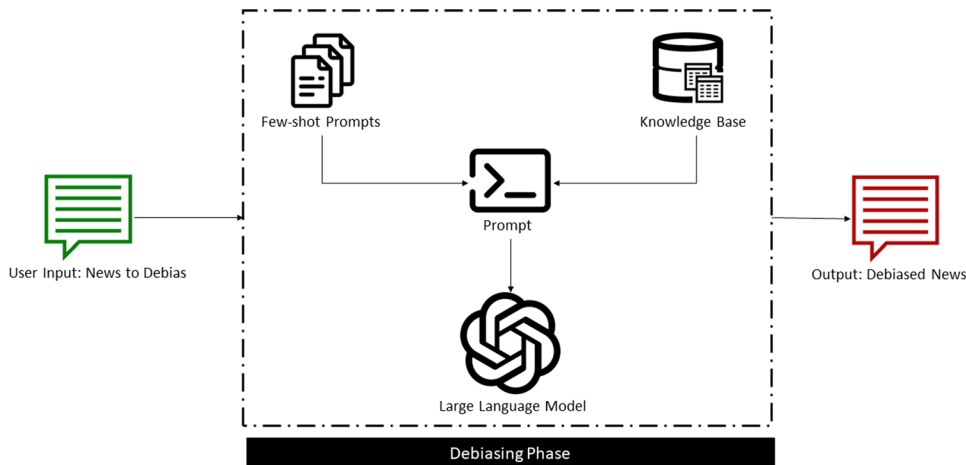 Few-shot Prompts
Knowledge Base
Prompt
User Input: News to Debias
Output: Debiased News
Large Language Model
Debiasing Phase